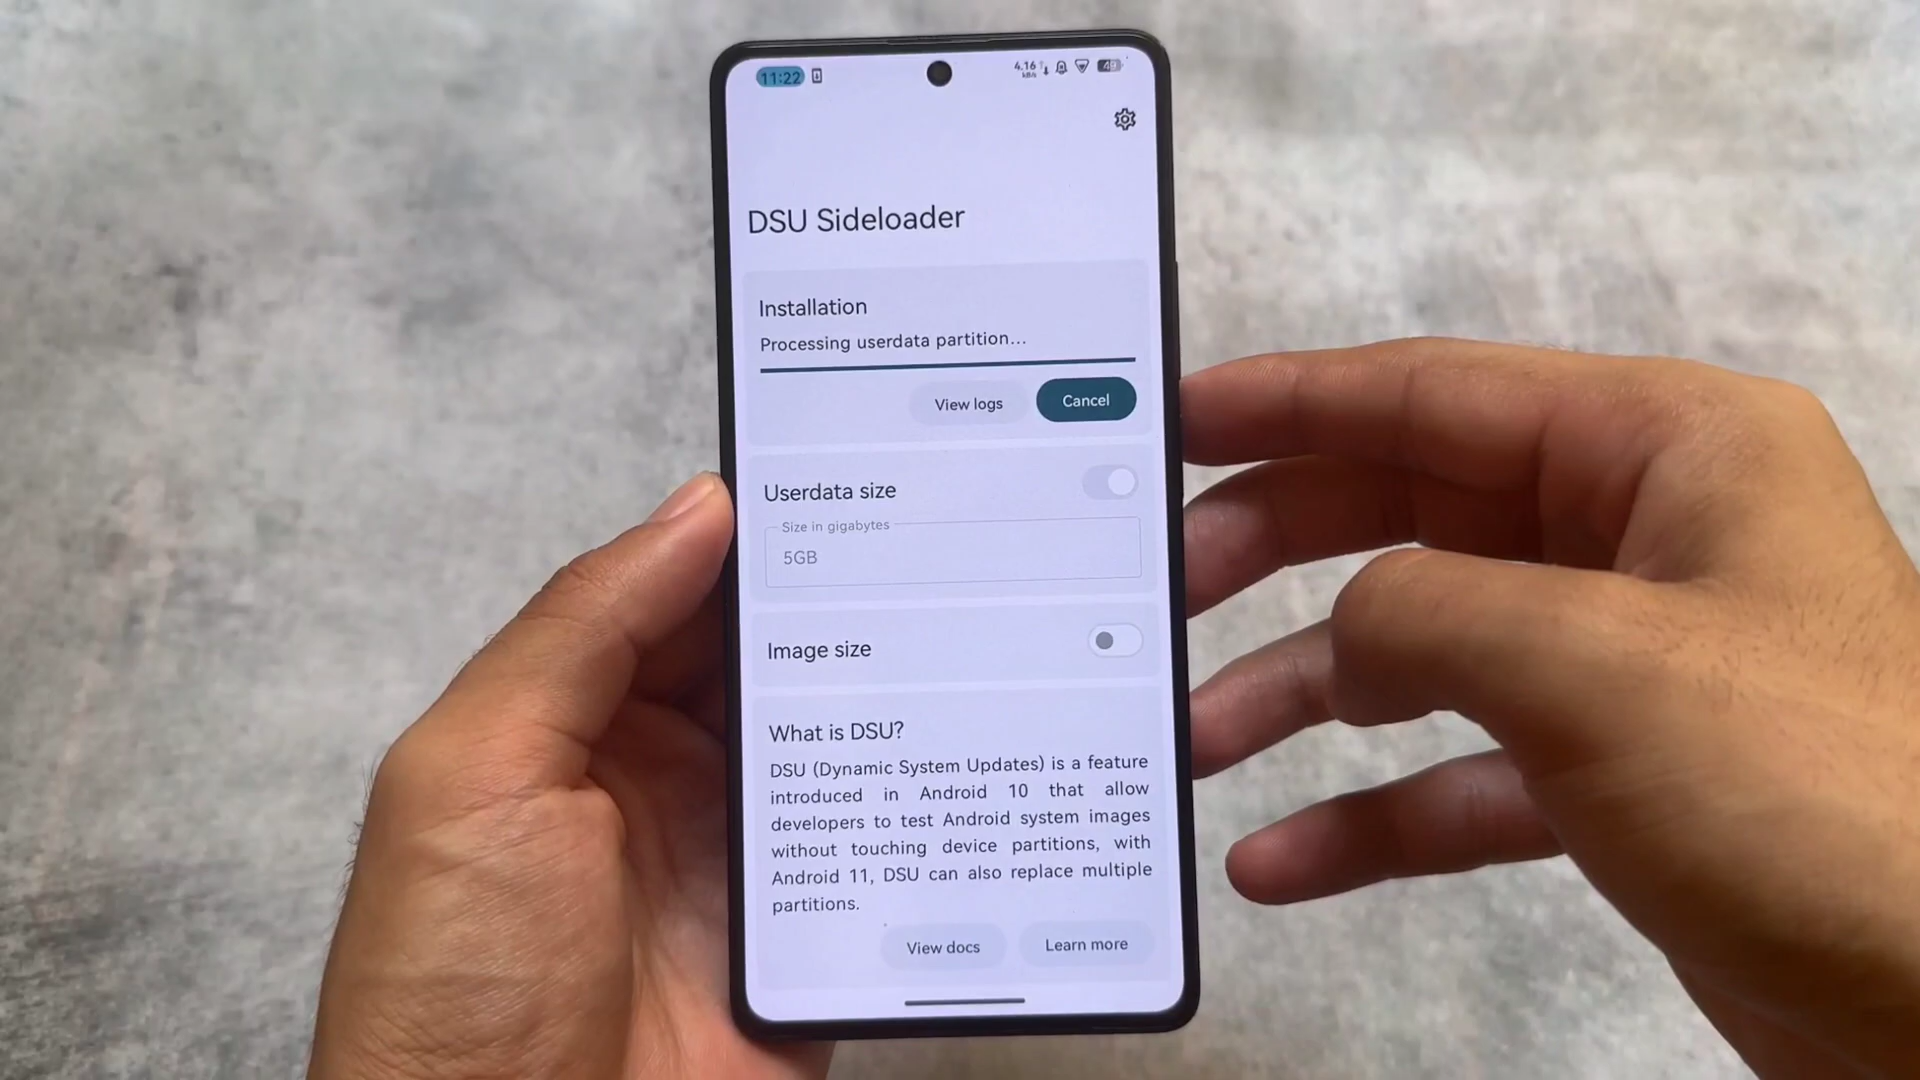 11:22
4.16
kB/s
DSU Sideloader
Installation
Processing userdata partition...
View logs
Cancel
Userdata size
Size in gigabytes
5GB
Image size
What is DSU?
DSU (Dynamic System Updates) is a feature
introduced in Android 10 that allow
developers to test Android system images
without touching device partitions, with
Android 11, DSU can also replace multiple
partitions.
View docs
Learn more